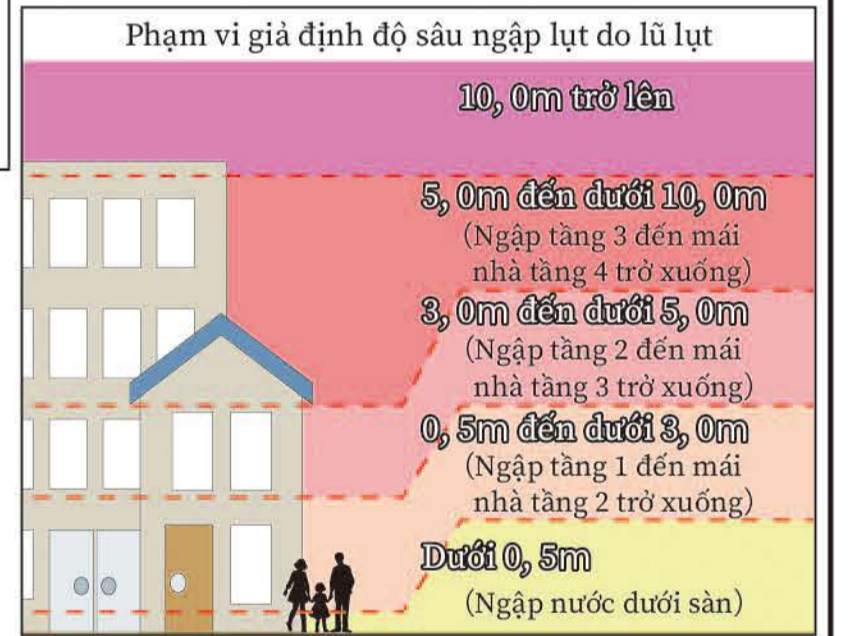 Phạm vi giả định độ sâu ngập lụt do lũ lụt
10, 0m trở lên
5, 0m đến dưới 10, 0m
(Ngập tầng 3 đến mái
nhà tầng 4 trở xuống)
3, 0m đến dưới 5, 0m
(Ngập tầng 2 đến mái
nhà tầng 3 trở xuống)
0, 5m đến dưới 3, 0m
(Ngập tầng 1 đến mái
nhà tầng 2 trở xuống)
Dưới 0, 5m
(Ngập nước dưới sàn)